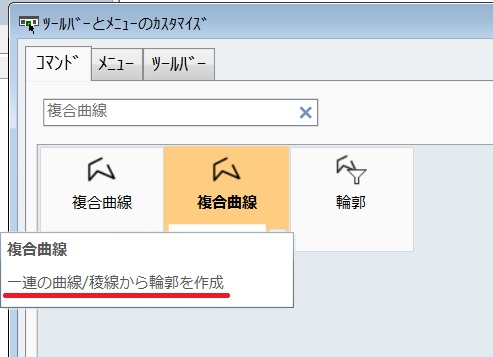 ﾂｰﾙﾊﾞｰとﾒﾆｭｰのｶｽﾀﾏｲｽﾞ
ｺﾏﾝﾄﾞ ﾒﾆｭｰ ﾂｰﾙﾊﾞｰ
複合曲線
複合曲線 複合曲線 輪郭
複合曲線
一連の曲線/稜線から輪郭を作成